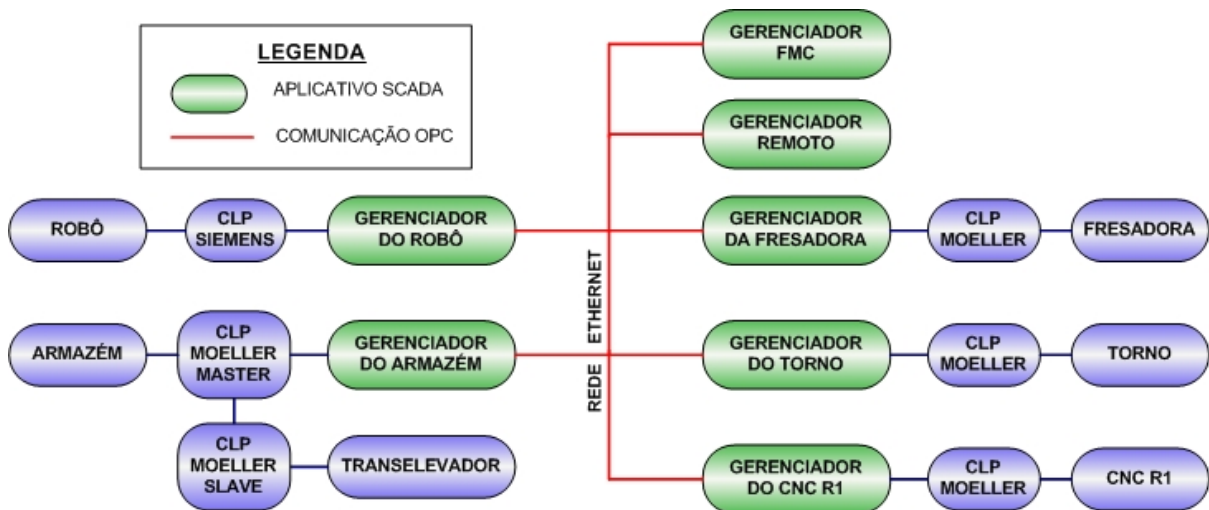 LEGENDA
APLICATIVO SCADA
COMUNICAÇÃO OPC
GERENCIADOR
FMC
GERENCIADOR
REMOTO
ROBÔ
CLP
SIEMENS
GERENCIADOR
DO ROBÔ
GERENCIADOR
DA FRESADORA
CLP
MOELLER
FRESADORA
REDE ETHERNET
ARMAZÉM
CLP
MOELLER
MASTER
GERENCIADOR
DO ARMAZÉM
GERENCIADOR
DO TORNO
CLP
MOELLER
TORNO
CLP
MOELLER
SLAVE
TRANSELEVADOR
GERENCIADOR
DO CNC R1
CLP
MOELLER
CNC R1